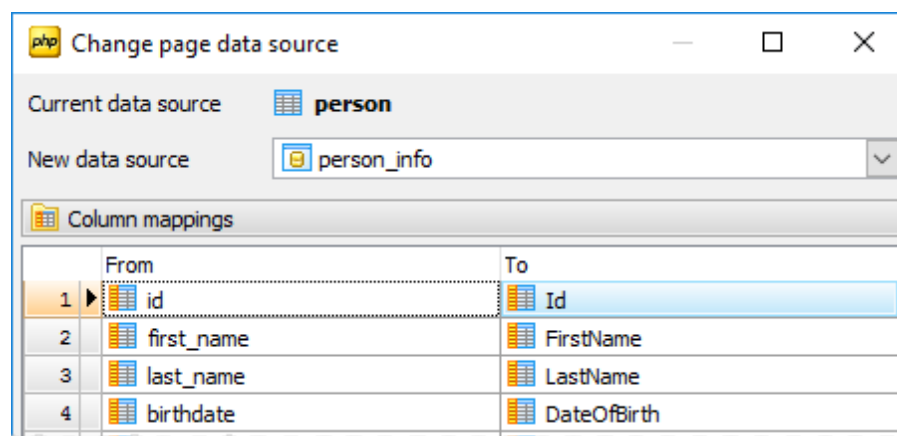 php Change page data source
Current data source person
New data source person_info
Column mappings
From To
1 id Id
2 first_name FirstName
3 last_name LastName
4 birthdate DateOfBirth